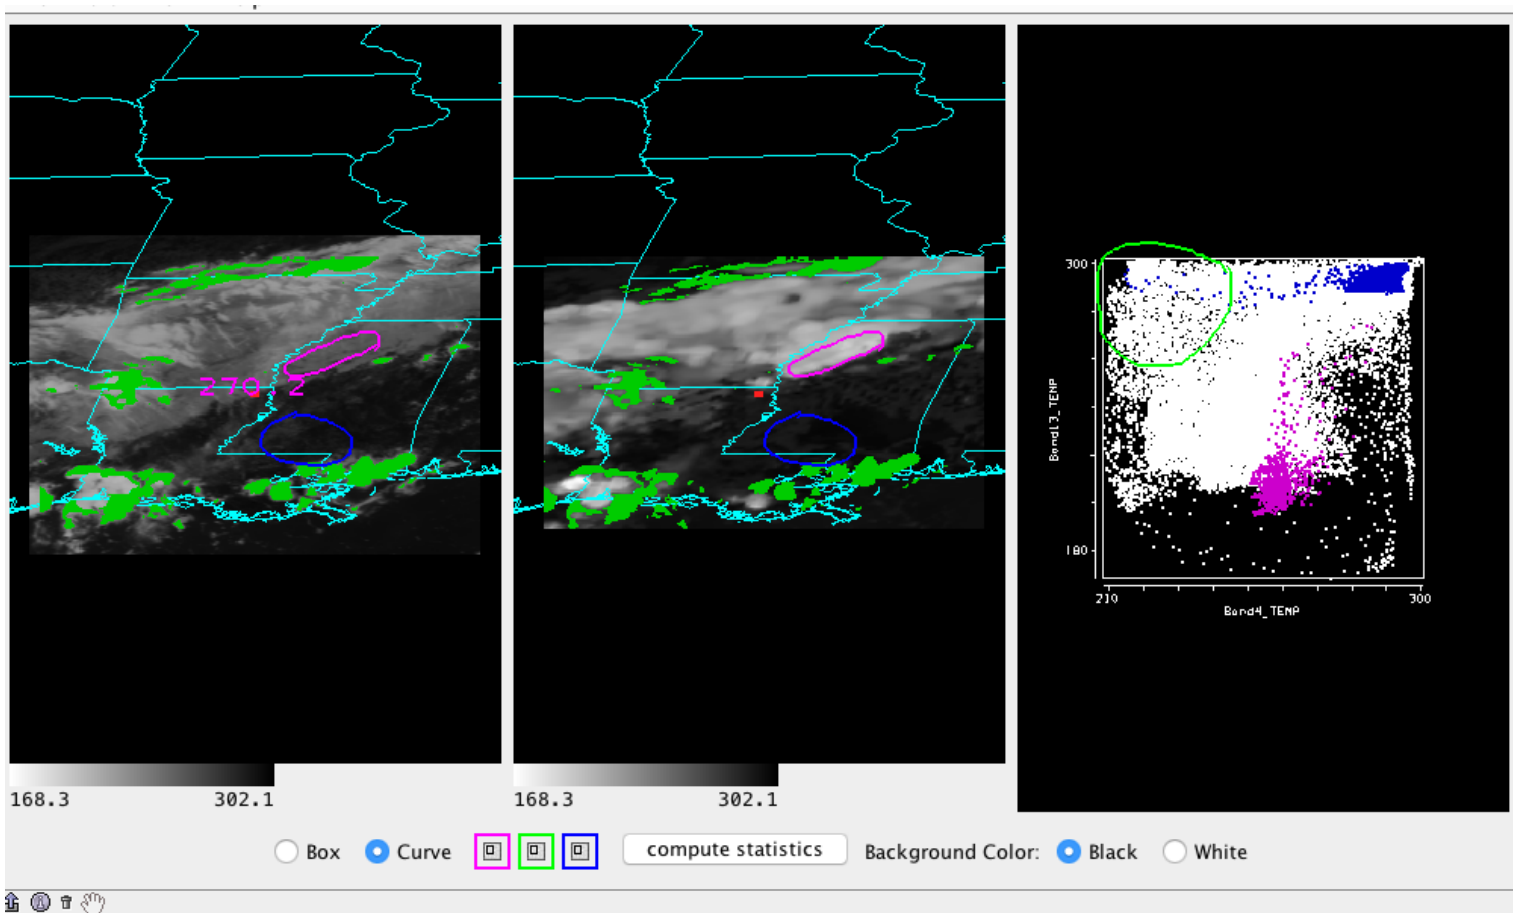 270.2
300
Band13_TEMP
180
210
300
Band4_TEMP
168.3 302.1
168.3 302.1
Box Curve compute statistics Background Color: Black White